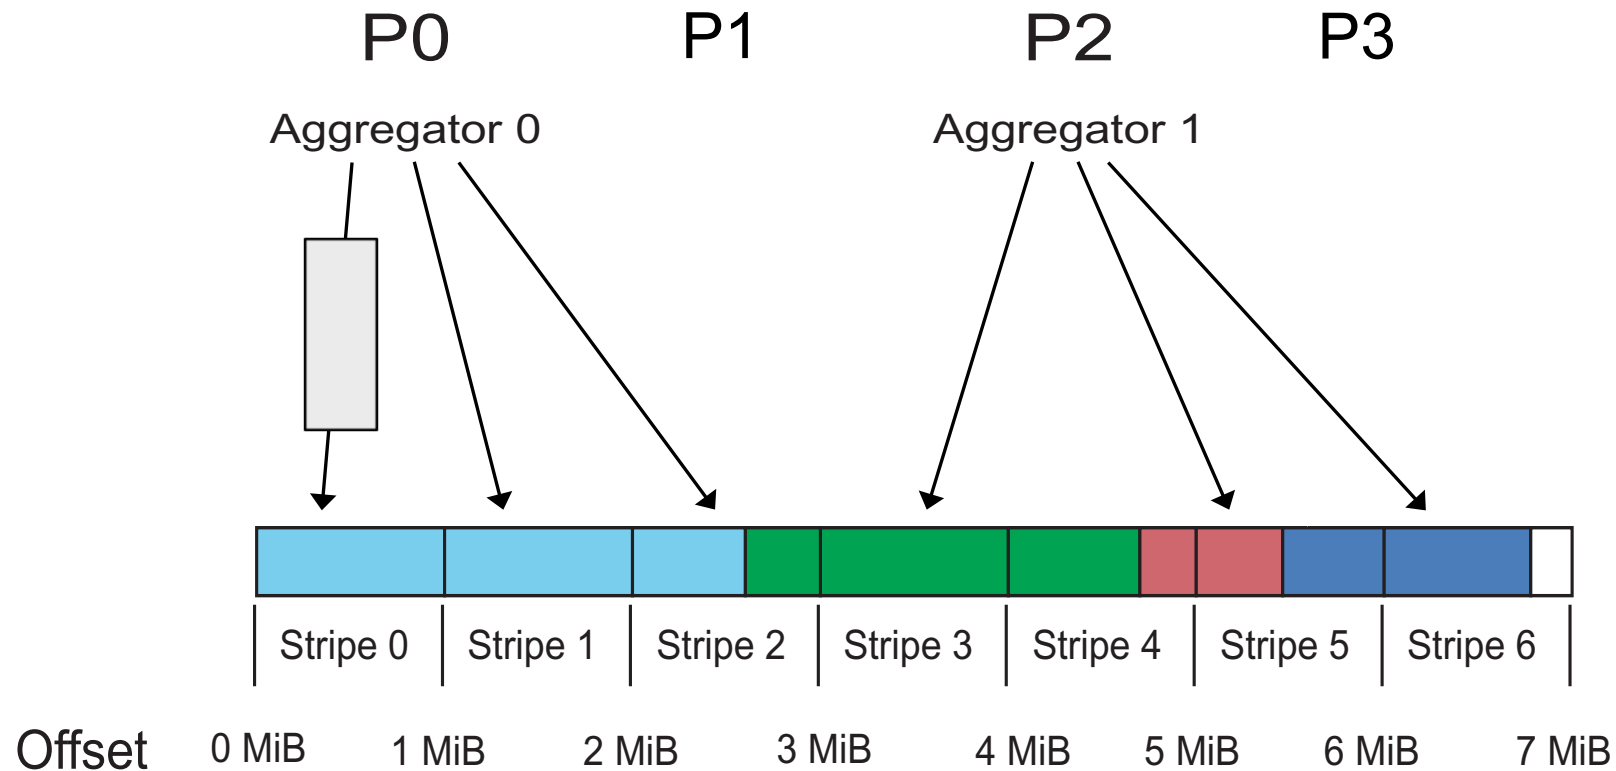 P0 P1 P2 P3
Aggregator 0 Aggregator 1
Stripe 0 Stripe 1 Stripe 2 Stripe 3 Stripe 4 Stripe 5 Stripe 6
Offset 0 MiB 1 MiB 2 MiB 3 MiB 4 MiB 5 MiB 6 MiB 7 MiB